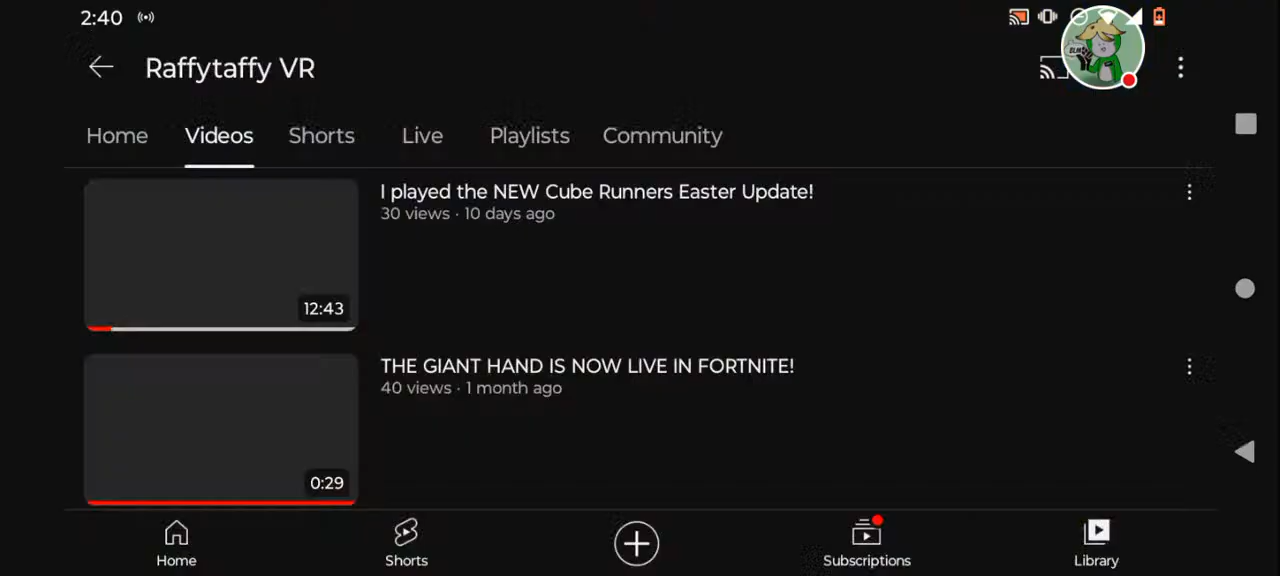 2:40
Raffytaffy VR
Home Videos Shorts Live Playlists Community
I played the NEW Cube Runners Easter Update!
30 views · 10 days ago
12:43
THE GIANT HAND IS NOW LIVE IN FORTNITE!
40 views · 1 month ago
0:29
Home Shorts Subscriptions Library